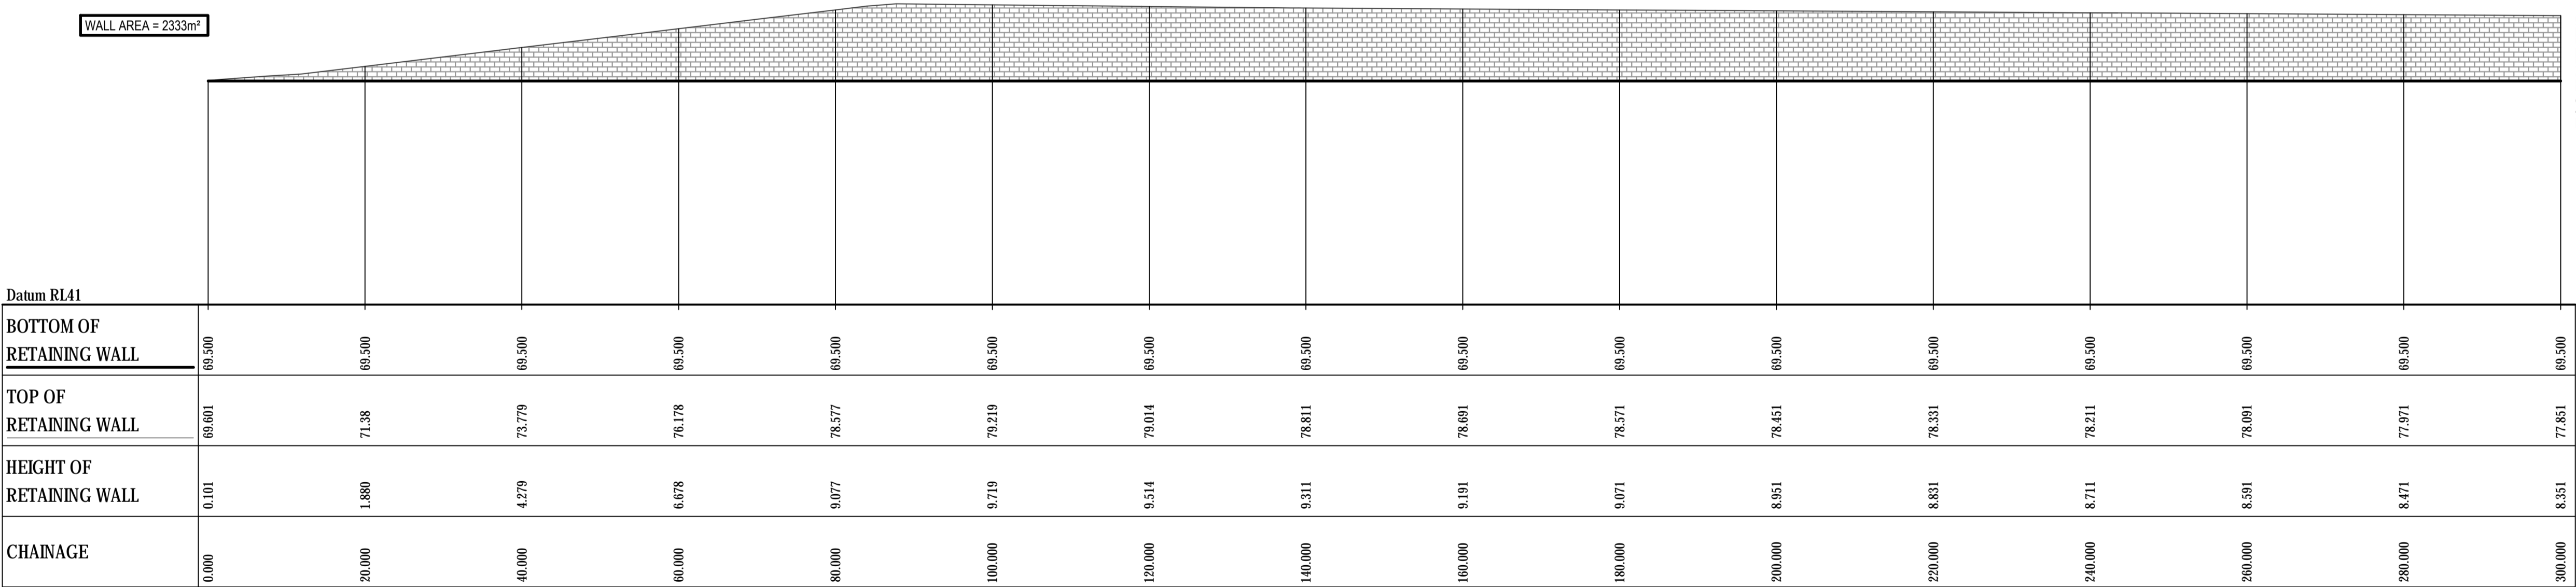 WALL AREA = 2333m²
Datum RL41
BOTTOM OF
RETAINING WALL
69.500 69.500 69.500 69.500 69.500 69.500 69.500 69.500 69.500 69.500 69.500 69.500 69.500 69.500 69.500 69.500
TOP OF
RETAINING WALL
69.601 71.38 73.779 76.178 78.577 79.219 79.014 78.811 78.691 78.571 78.451 78.331 78.211 78.091 77.971 77.851
HEIGHT OF
RETAINING WALL
0.101 1.880 4.279 6.678 9.077 9.719 9.514 9.311 9.191 9.071 8.951 8.831 8.711 8.591 8.471 8.351
CHAINAGE
0.000 20.000 40.000 60.000 80.000 100.000 120.000 140.000 160.000 180.000 200.000 220.000 240.000 260.000 280.000 300.000